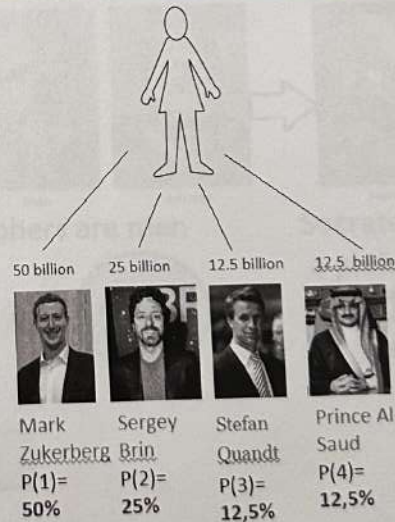 50 billion
25 billion
12.5 billion
12.5 billion
Mark
Zukerberg
P(1)=
50%
Sergey
Brin
P(2)=
25%
Stefan
Quandt
P(3)=
12,5%
Prince Al
Saud
P(4)=
12,5%